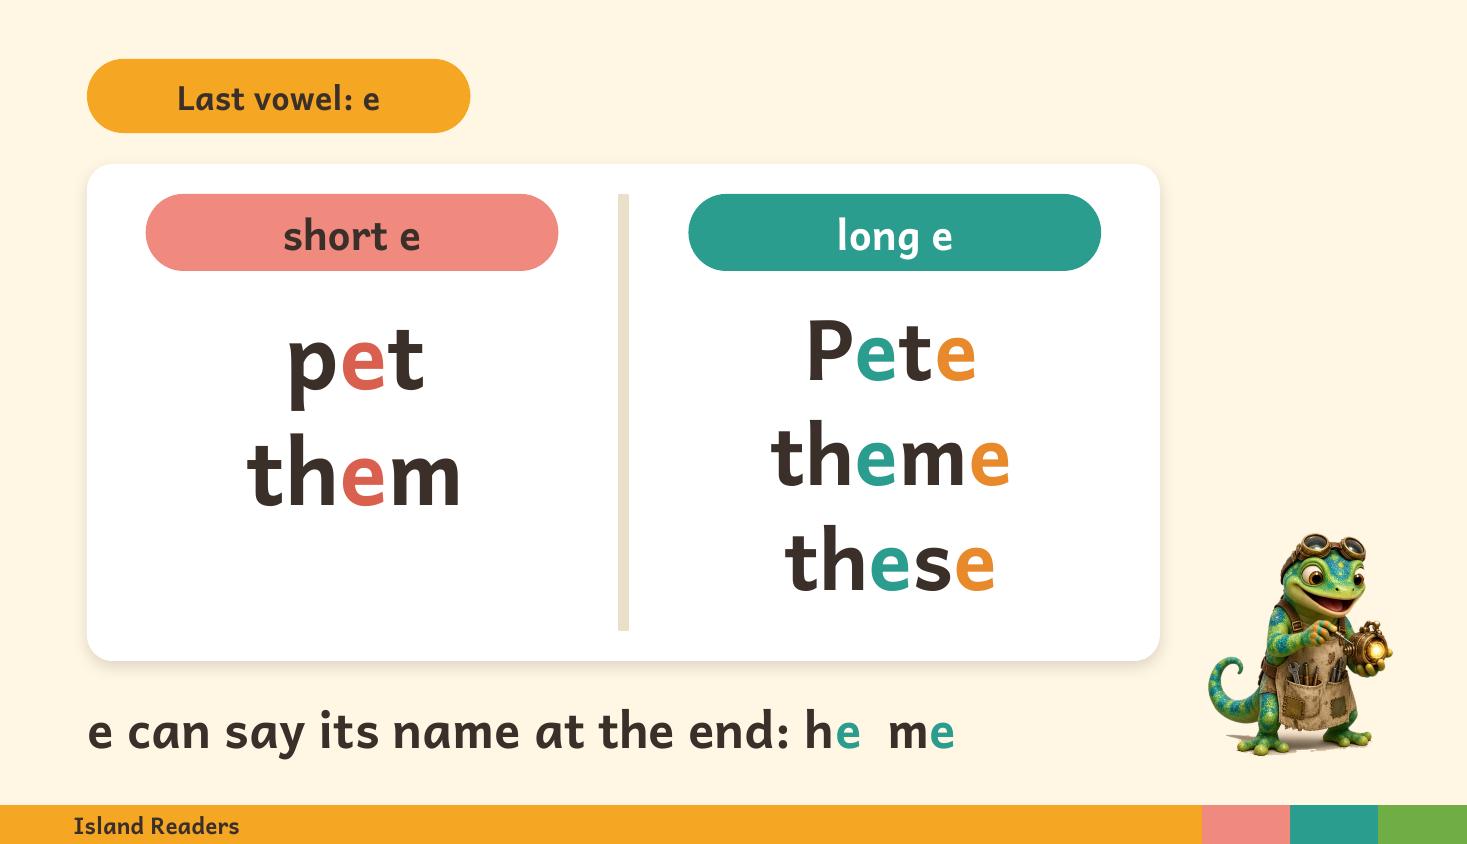 Last vowel: e
short e
pet
them
long e
Pete
theme
these
e can say its name at the end: he me
Island Readers